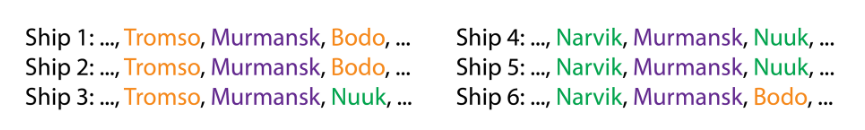 Ship 1: ..., Tromso, Murmansk, Bodo, ...
Ship 2: ..., Tromso, Murmansk, Bodo, ...
Ship 3: ..., Tromso, Murmansk, Nuuk, ...
Ship 4: ..., Narvik, Murmansk, Nuuk, ...
Ship 5: ..., Narvik, Murmansk, Nuuk, ...
Ship 6: ..., Narvik, Murmansk, Bodo, ...